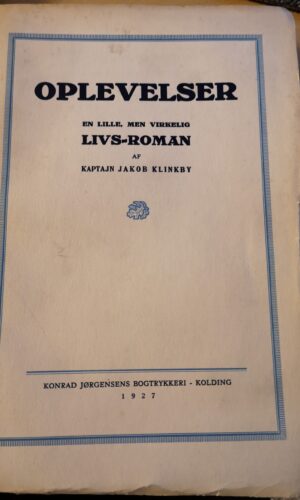 OPLEVELSER
EN LILLE, MEN VIRKELIG
LIVS-ROMAN
AF
KAPTAJN JAKOB KLINKBY
KONRAD JØRGENSENS BOGTRYKKERI - KOLDING
1927